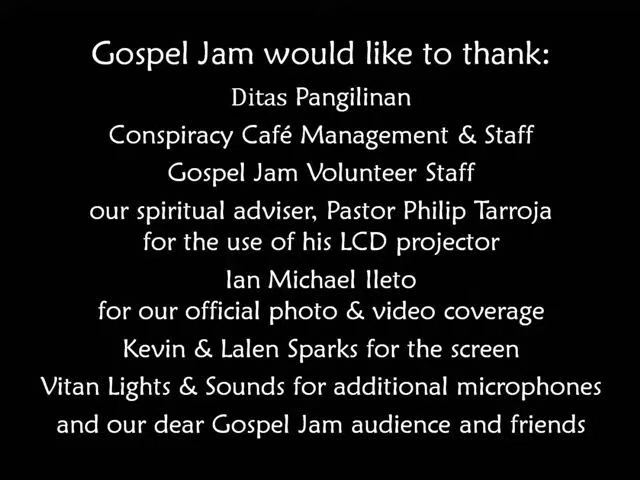 Gospel Jam would like to thank:
Ditas Pangilinan
Conspiracy Café Management & Staff
Gospel Jam Volunteer Staff
our spiritual adviser, Pastor Philip Tarroja
for the use of his LCD projector
Ian Michael Ileto
for our official photo & video coverage
Kevin & Lalen Sparks for the screen
Vitan Lights & Sounds for additional microphones
and our dear Gospel Jam audience and friends